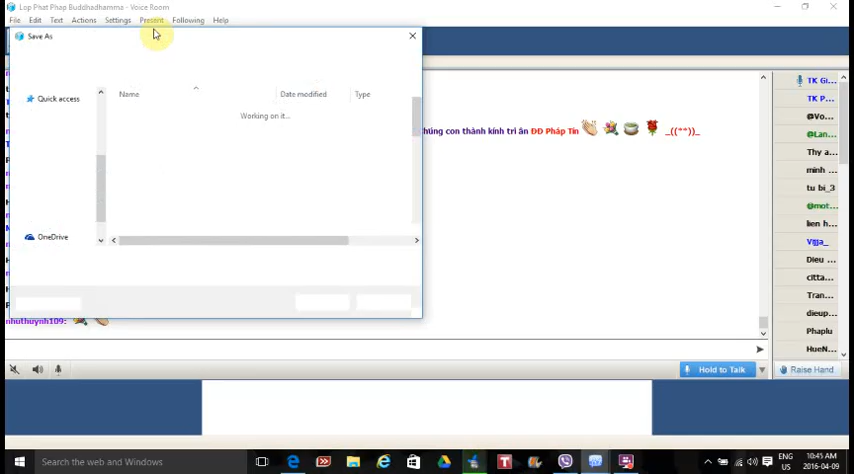 Lop Phat Phap Buddhadhamma - Voice Room
File Edit Text Actions Settings Present Following Help
Save As
Quick access
Name
Date modified
Type
Working on it...
OneDrive
húng con thành kính tri ân ĐĐ Pháp Tín _((**))_
nhuthuynh109:
TK Gi...
TK P...
@Vo...
@Lan...
Thy a...
minh ...
tu bi_3
@mot...
lien h...
Vijja_
Dieu ...
citta...
Tran...
dieup...
Phaplu
HueN...
Hold to Talk
Raise Hand
Search the web and Windows
ENG
US
10:45 AM
2016-04-09